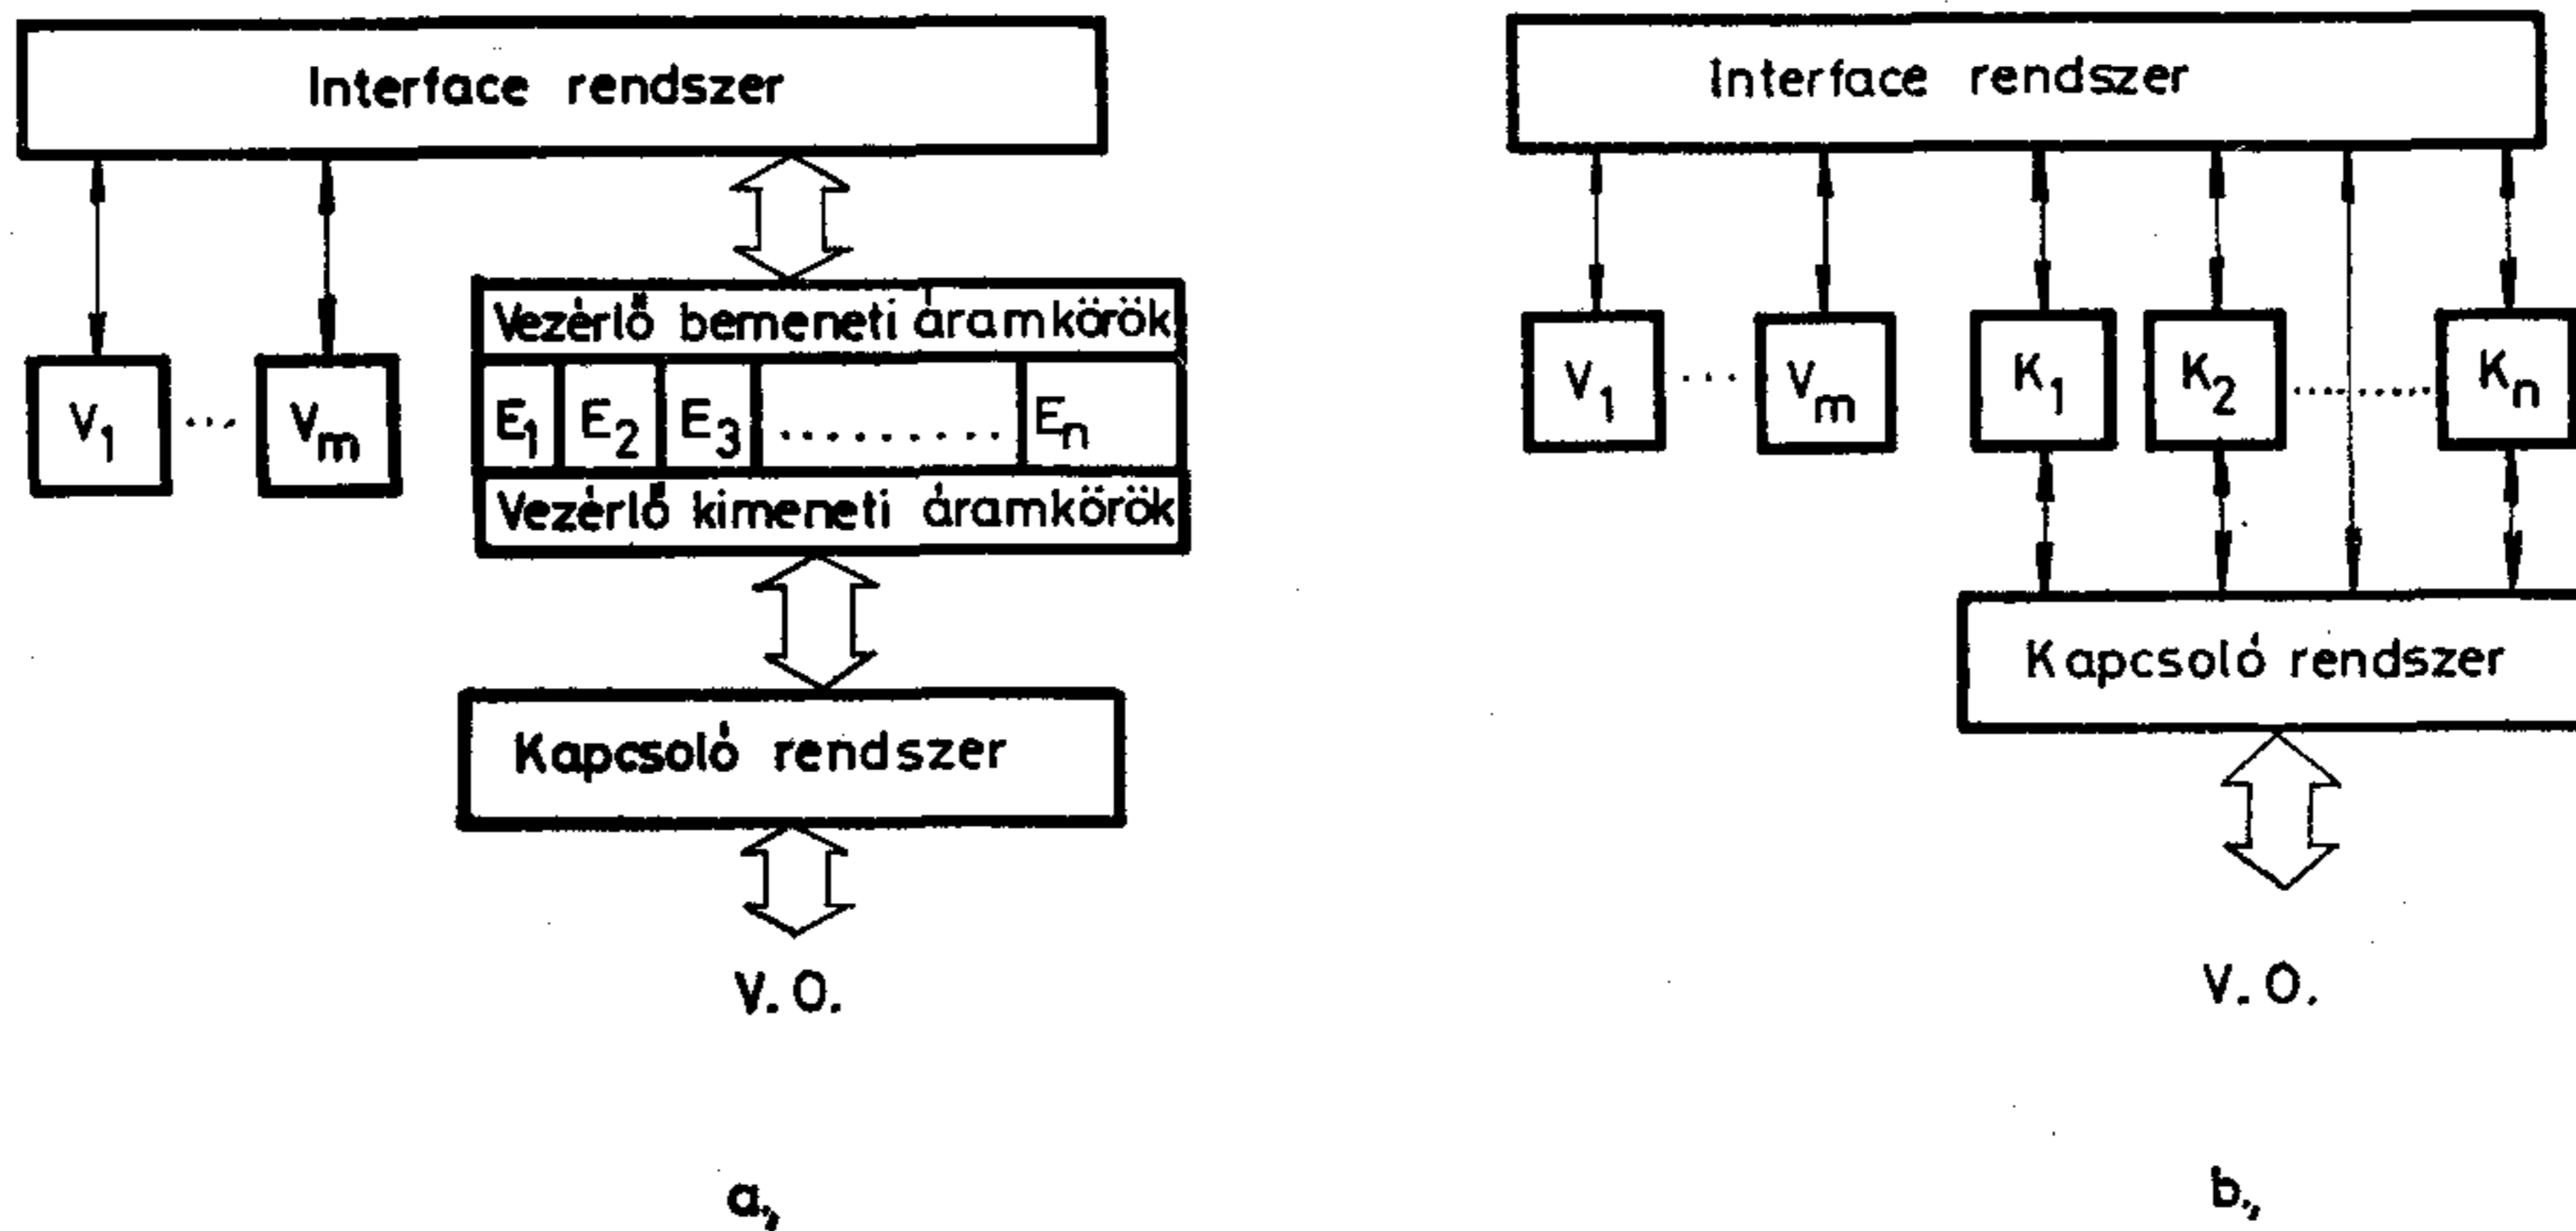 Interface rendszer
V₁ ... Vₘ
Vezérlő bemeneti áramkörök
E₁ E₂ E₃ .......... Eₙ
Vezérlő kimeneti áramkörök
Kapcsoló rendszer
V. O.
a.,
Interface rendszer
V₁ ... Vₘ K₁ K₂ .......... Kₙ
Kapcsoló rendszer
V. O.
b.,